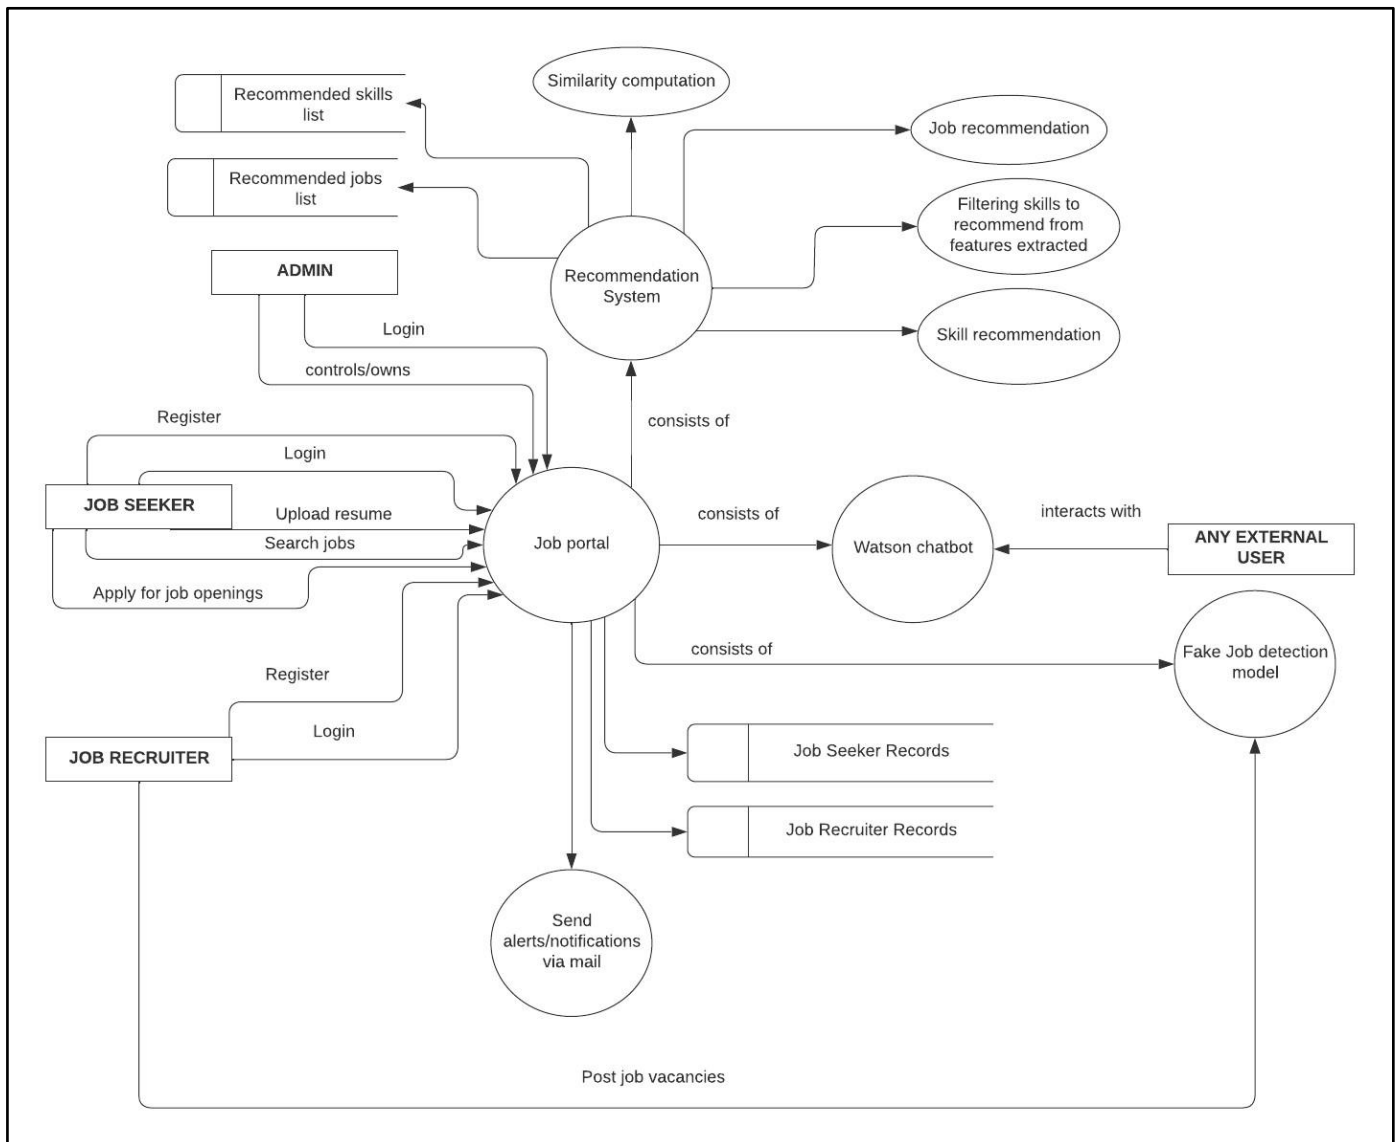 Similarity computation
Recommended skills
list
Job recommendation
Recommended jobs
list
Filtering skills to
recommend from
features extracted
ADMIN
Recommendation
System
Login
Skill recommendation
controls/owns
Register
consists of
Login
JOB SEEKER
Upload resume
consists of
interacts with
Search jobs
Job portal
Watson chatbot
ANY EXTERNAL
USER
Apply for job openings
consists of
Fake Job detection
model
Register
Login
JOB RECRUITER
Job Seeker Records
Job Recruiter Records
Send
alerts/notifications
via mail
Post job vacancies